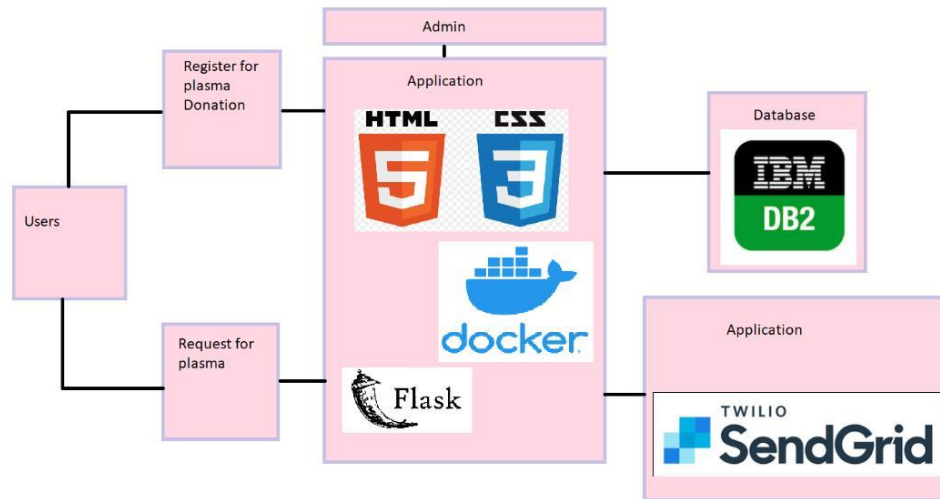 Admin
Register for
plasma
Donation
Application
HTML
CSS
5
3
Database
IBM
DB2
Users
docker
Request for
plasma
Flask
Application
TWILIO
SendGrid